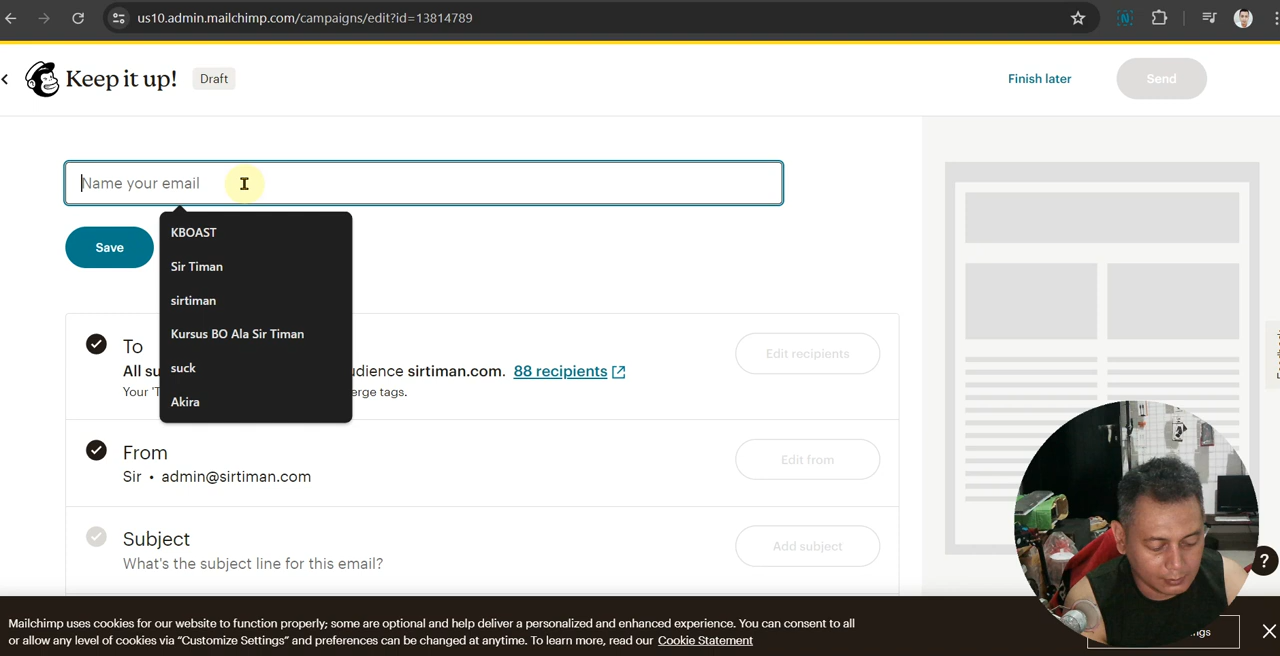 us10.admin.mailchimp.com/campaigns/edit?id=13814789
N
Keep it up!
Draft
Finish later
Send
Name your email
Save
KBOAST
Sir Timan
sirtiman
Kursus BO Ala Sir Timan
suck
Akira
To
All su
udience sirtiman.com. 88 recipients
Your 'T
erge tags.
Edit recipients
From
Sir • admin@sirtiman.com
Edit from
Subject
What's the subject line for this email?
Add subject
?
Mailchimp uses cookies for our website to function properly; some are optional and help deliver a personalized and enhanced experience. You can consent to all
or allow any level of cookies via “Customize Settings” and preferences can be changed at anytime. To learn more, read our Cookie Statement
ngs